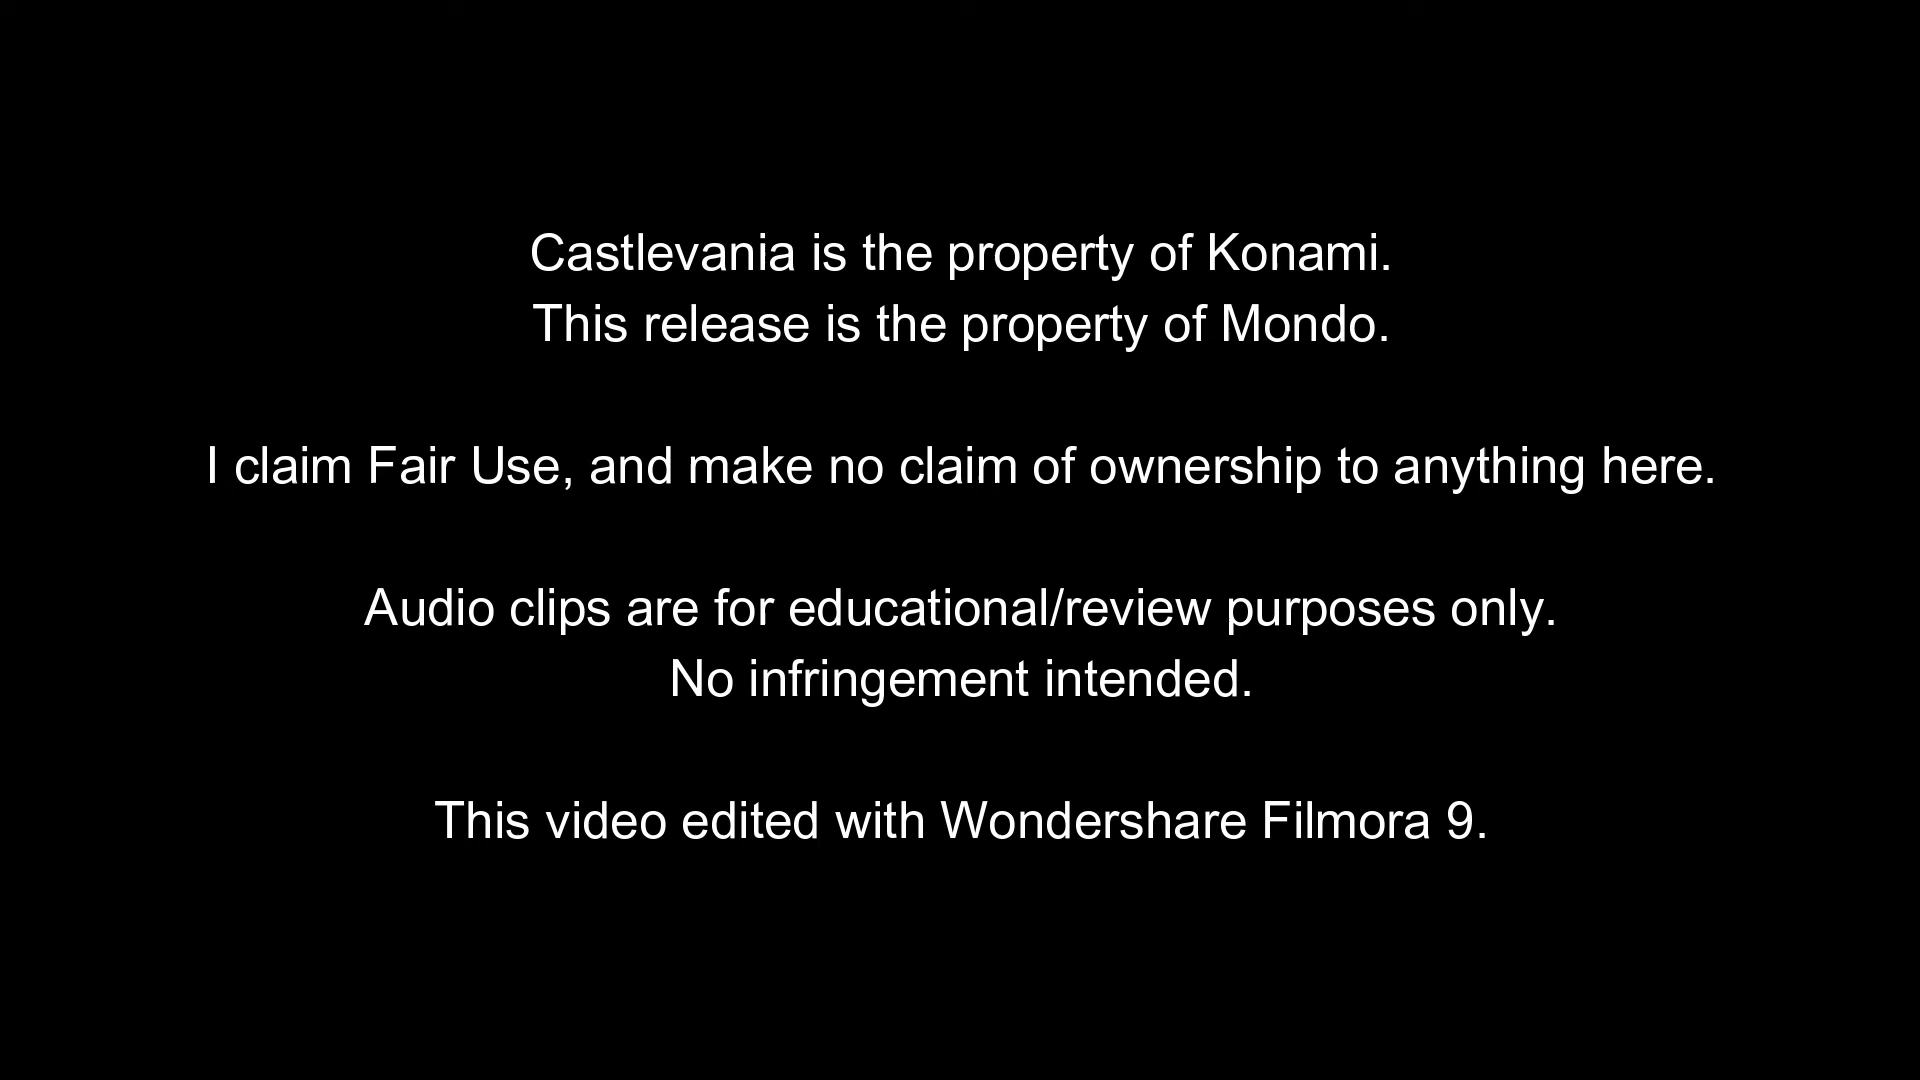 Castlevania is the property of Konami.
This release is the property of Mondo.
I claim Fair Use, and make no claim of ownership to anything here.
Audio clips are for educational/review purposes only.
No infringement intended.
This video edited with Wondershare Filmora 9.